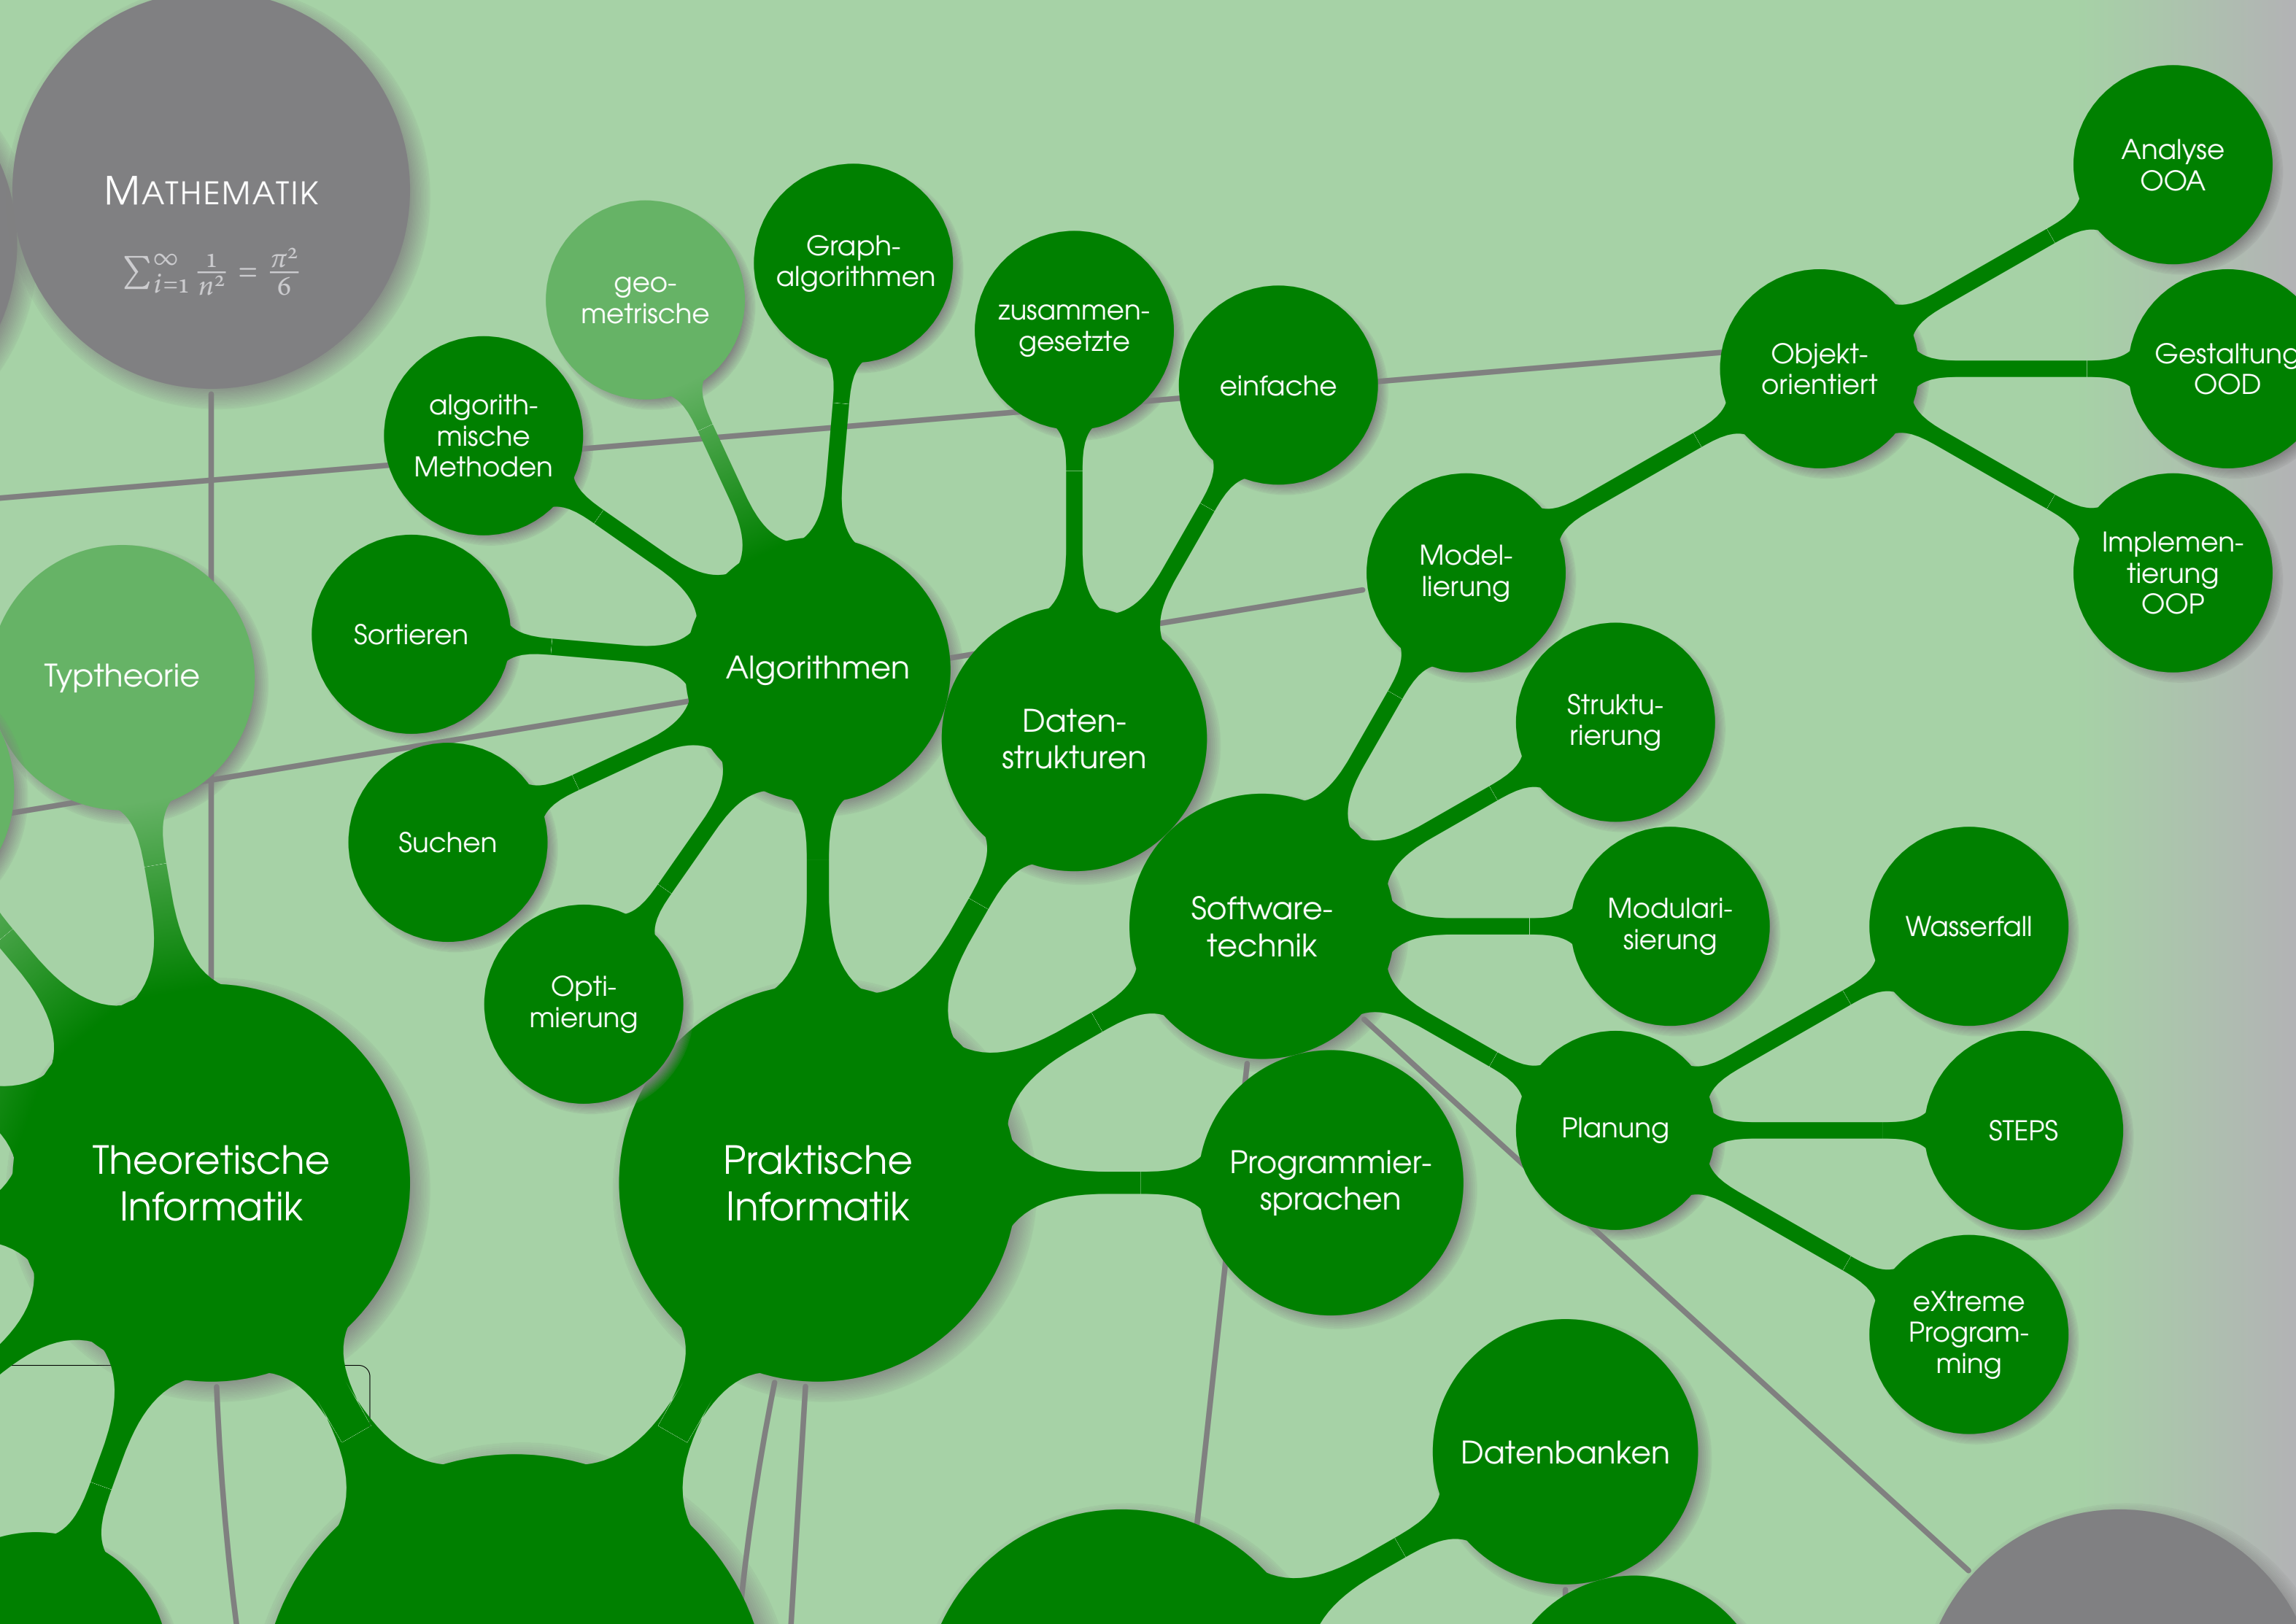 MATHEMATIK
∑_{i=1}^{∞} 1/n² = π²/6
geo-
metrische
Graph-
algorithmen
algorith-
mische
Methoden
Sortieren
Suchen
Opti-
mierung
Algorithmen
Typtheorie
zusammen-
gesetzte
einfache
Daten-
strukturen
Analyse
OOA
Objekt-
orientiert
Gestaltung
OOD
Implemen-
tierung
OOP
Model-
lierung
Struktu-
rierung
Modulari-
sierung
Software-
technik
Wasserfall
Planung
STEPS
eXtreme
Program-
ming
Theoretische
Informatik
Praktische
Informatik
Programmier-
sprachen
Datenbanken